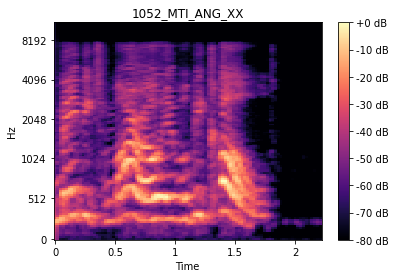 1052_MTI_ANG_XX
+0 dB
8192
-10 dB
4096
-20 dB
-30 dB
2048
Hz
-40 dB
1024
-50 dB
512
-60 dB
-70 dB
0
-80 dB
0
0.5
1
1.5
2
Time